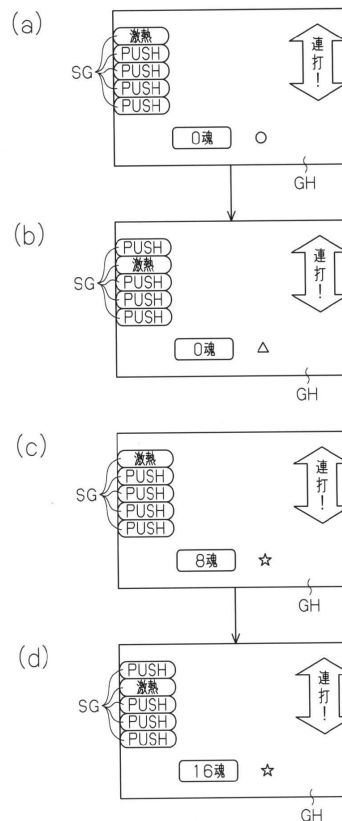 (a)
激熱
PUSH
PUSH
PUSH
PUSH
SG
連打!
0魂 ○
GH
(b)
PUSH
激熱
PUSH
PUSH
PUSH
SG
連打!
0魂 △
GH
(c)
激熱
PUSH
PUSH
PUSH
PUSH
SG
連打!
8魂 ☆
GH
(d)
PUSH
激熱
PUSH
PUSH
PUSH
SG
連打!
16魂 ☆
GH